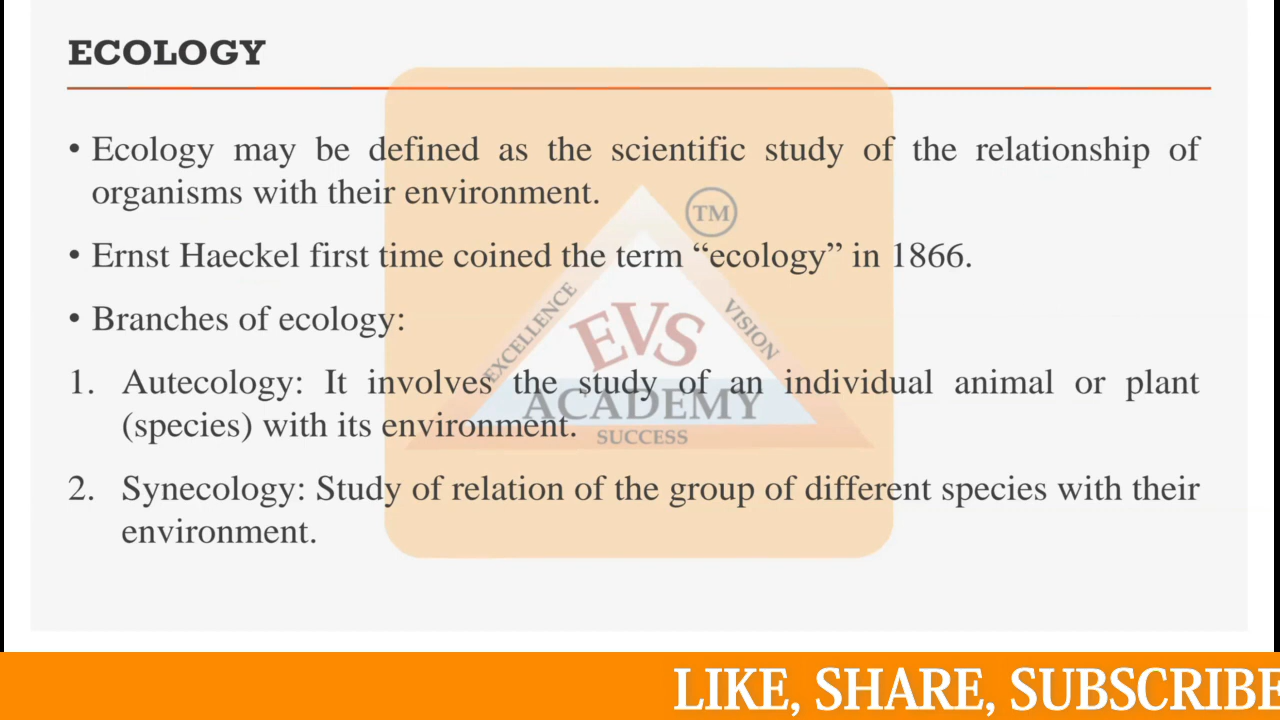 ECOLOGY
• Ecology may be defined as the scientific study of the relationship of
organisms with their environment.
• Ernst Haeckel first time coined the term “ecology” in 1866.
• Branches of ecology:
1. Autecology: It involves the study of an individual animal or plant
(species) with its environment.
2. Synecology: Study of relation of the group of different species with their
environment.
TM
EXCELLENCE
VISION
EVS
ACADEMY
SUCCESS
LIKE, SHARE, SUBSCRIBE